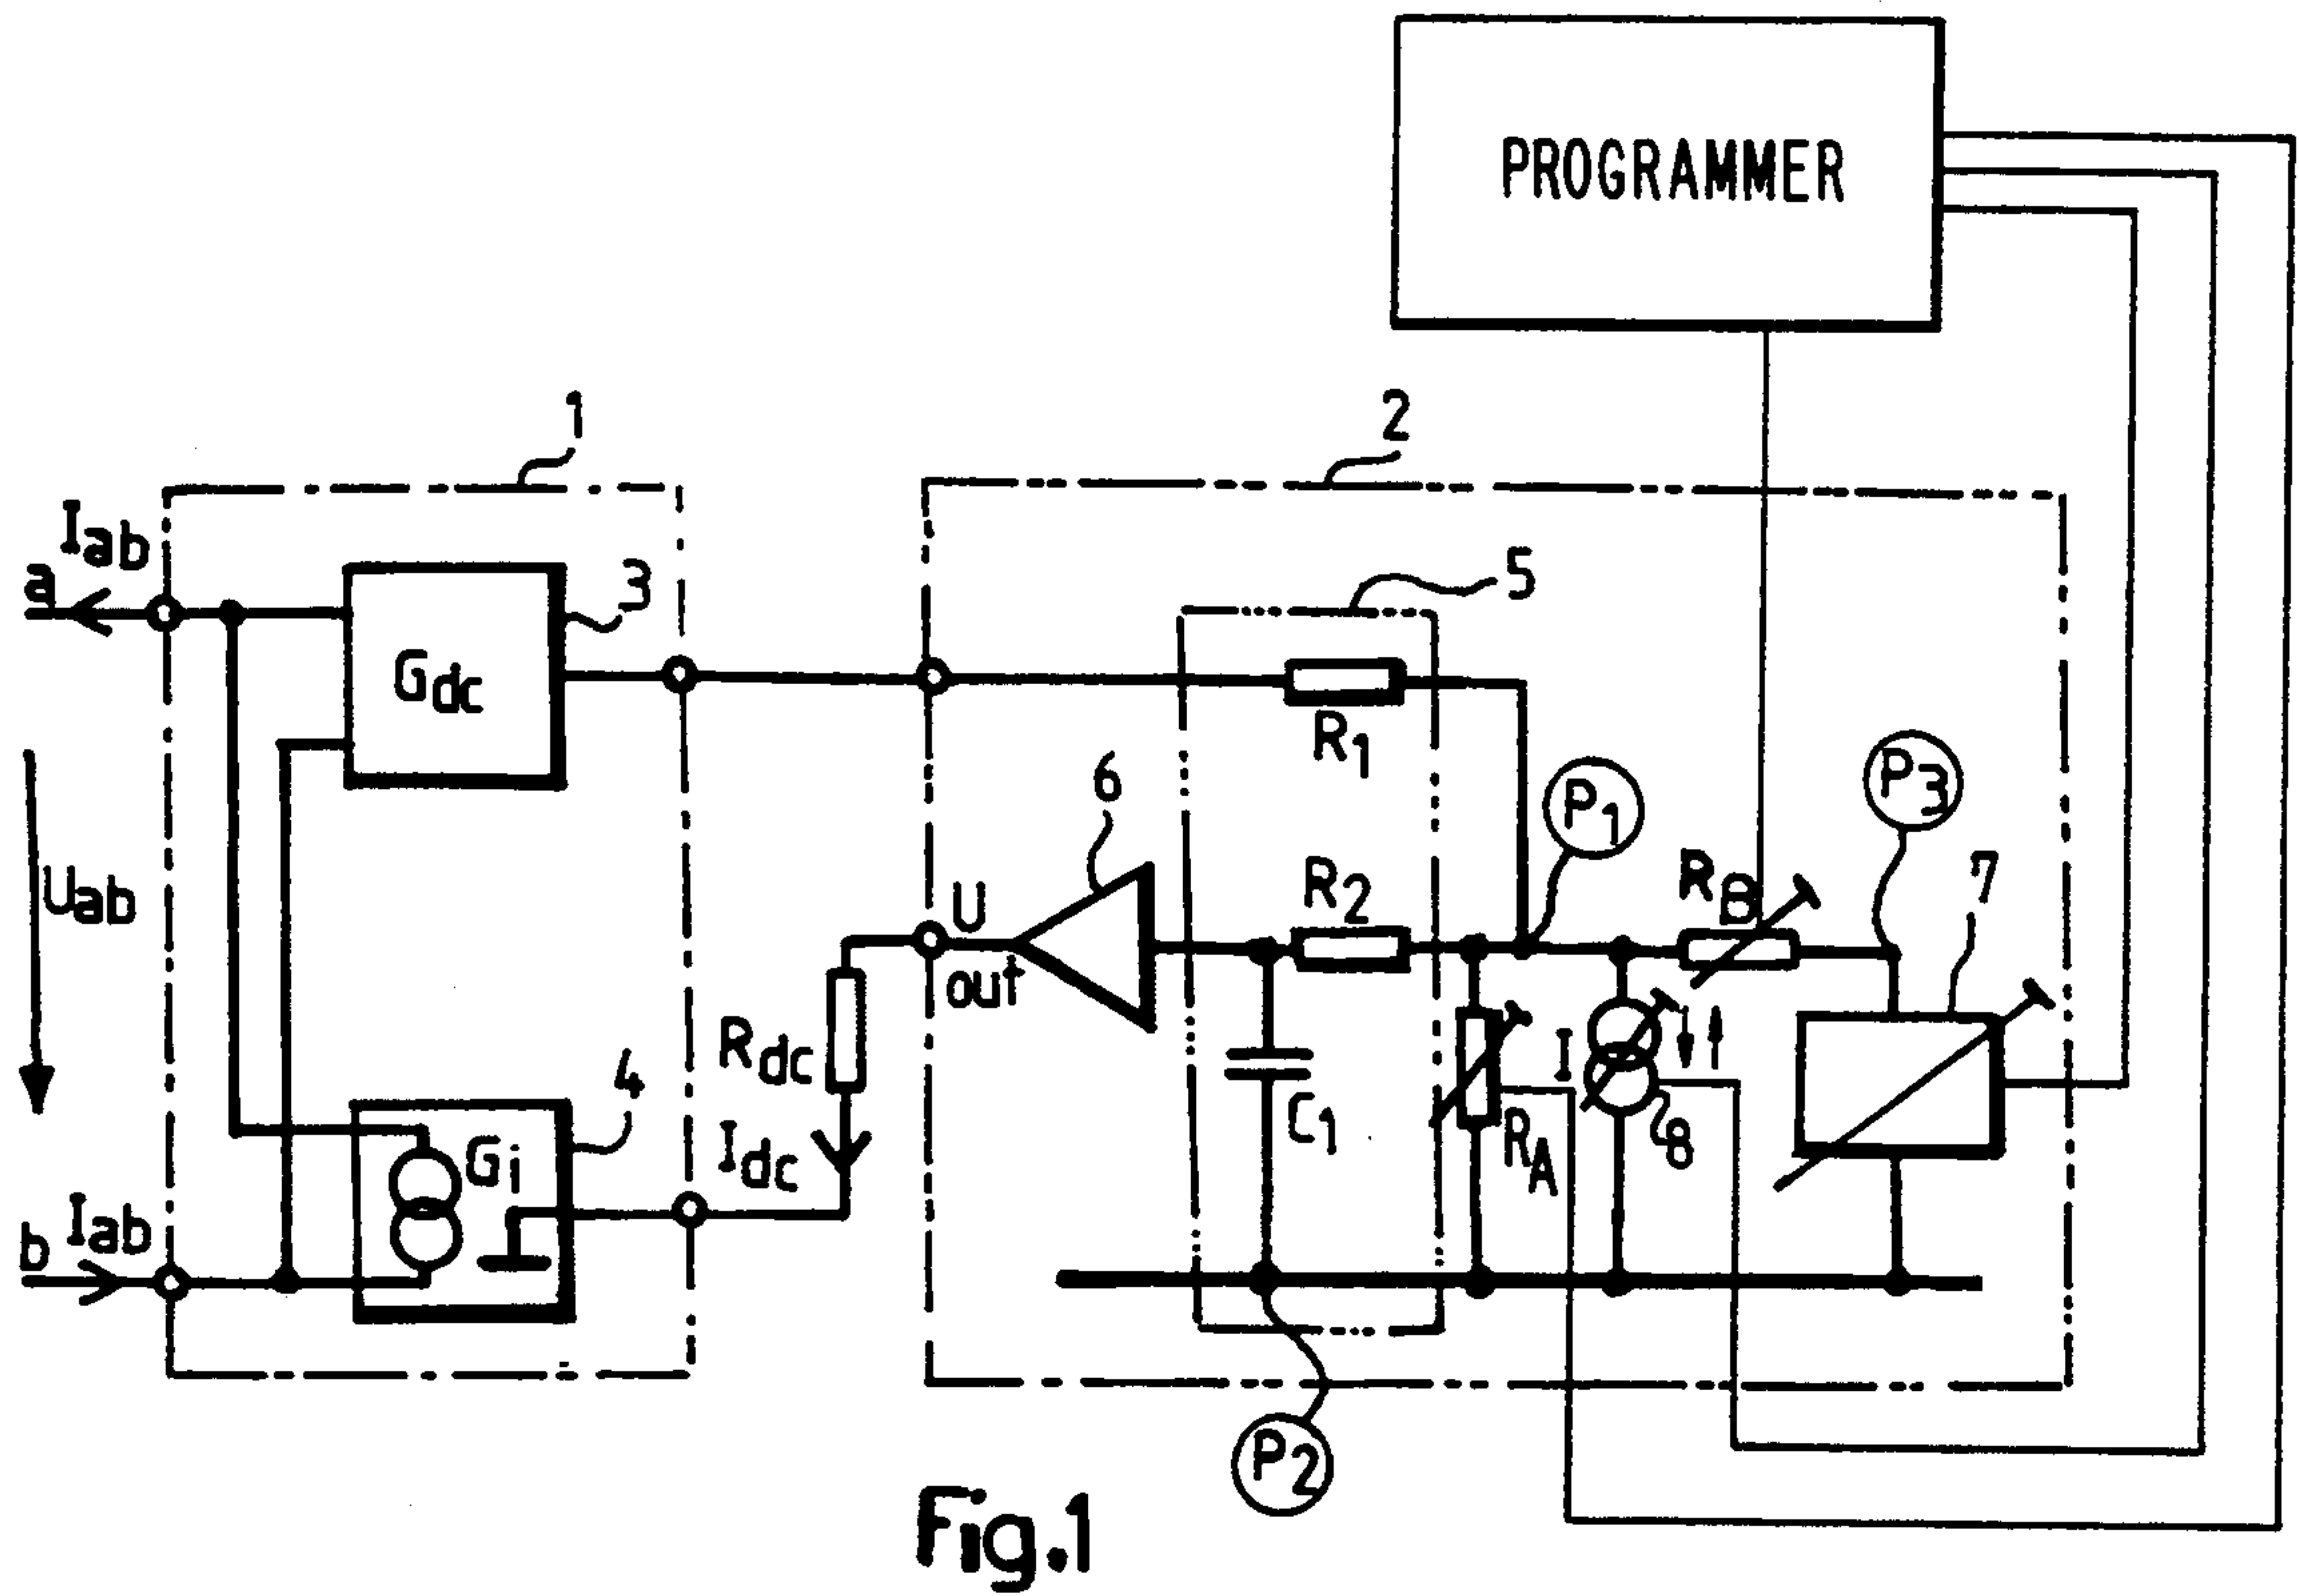 PROGRAMMER
1
2
Iab
a
3
5
Gdc
R1
P1
P3
6
Uab
U
out
R2
RB
7
Rdc
I
4
C1
Idc
RA
8
Gi
Iab
b
P2
Fig.1